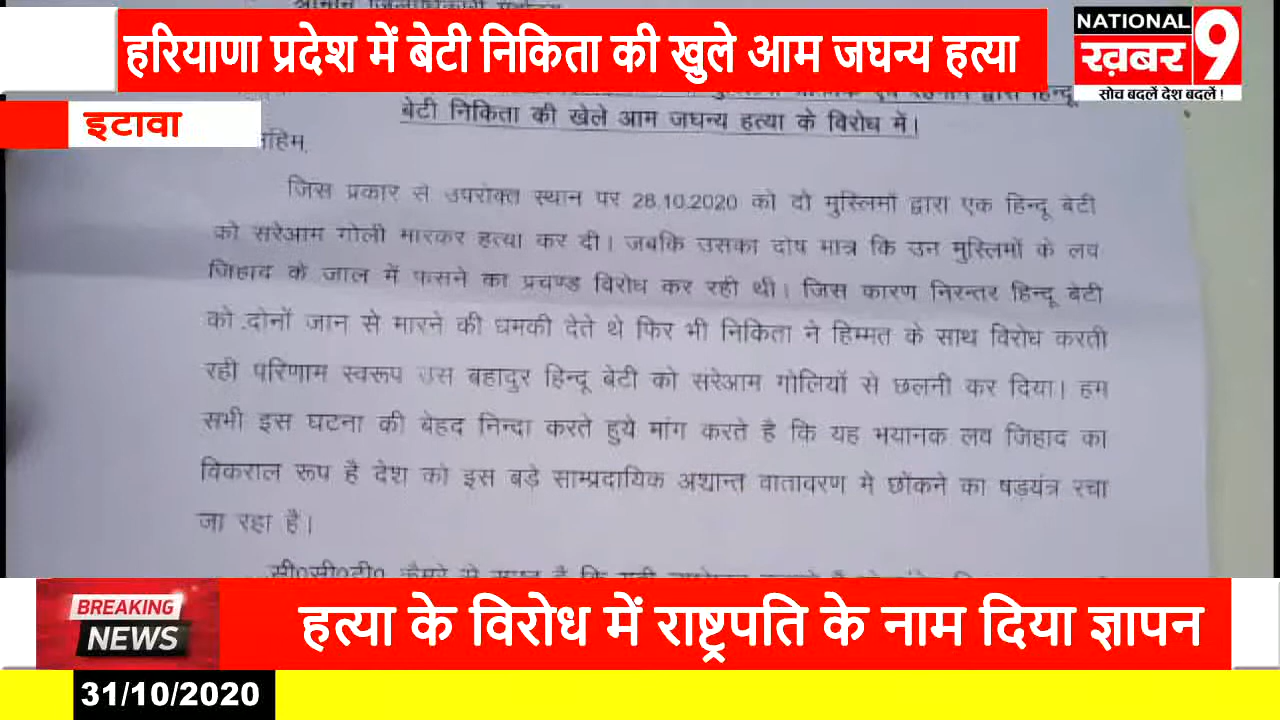 हरियाणा प्रदेश में बेटी निकिता की खुले आम जघन्य हत्या
NATIONAL
ख़बर 9
सोच बदलें देश बदलें !
इटावा
बेटी निकिता की खेले आम जघन्य हत्या के विरोध में।
जिस प्रकार से उपरोक्त स्थान पर 28.10.2020 को दो मुस्लिमों द्वारा एक हिन्दू बेटी
को सरेआम गोली मारकर हत्या कर दी। जबकि उसका दोष मात्र कि उन मुस्लिमों के लव
जिहाद के जाल में फसने का प्रचण्ड विरोध कर रही थी। जिस कारण निरन्तर हिन्दू बेटी
को दोनों जान से मारने की धमकी देते थे फिर भी निकिता ने हिम्मत के साथ विरोध करती
रही परिणाम स्वरूप उस बहादुर हिन्दू बेटी को सरेआम गोलियों से छलनी कर दिया। हम
सभी इस घटना की बेहद निन्दा करते हुये मांग करते है कि यह भयानक लव जिहाद का
विकराल रूप है देश को इस बड़े साम्प्रदायिक अशान्त वातावरण मे छोंकने का षड़यंत्र रचा
जा रहा है।
BREAKING
NEWS
हत्या के विरोध में राष्ट्रपति के नाम दिया ज्ञापन
31/10/2020